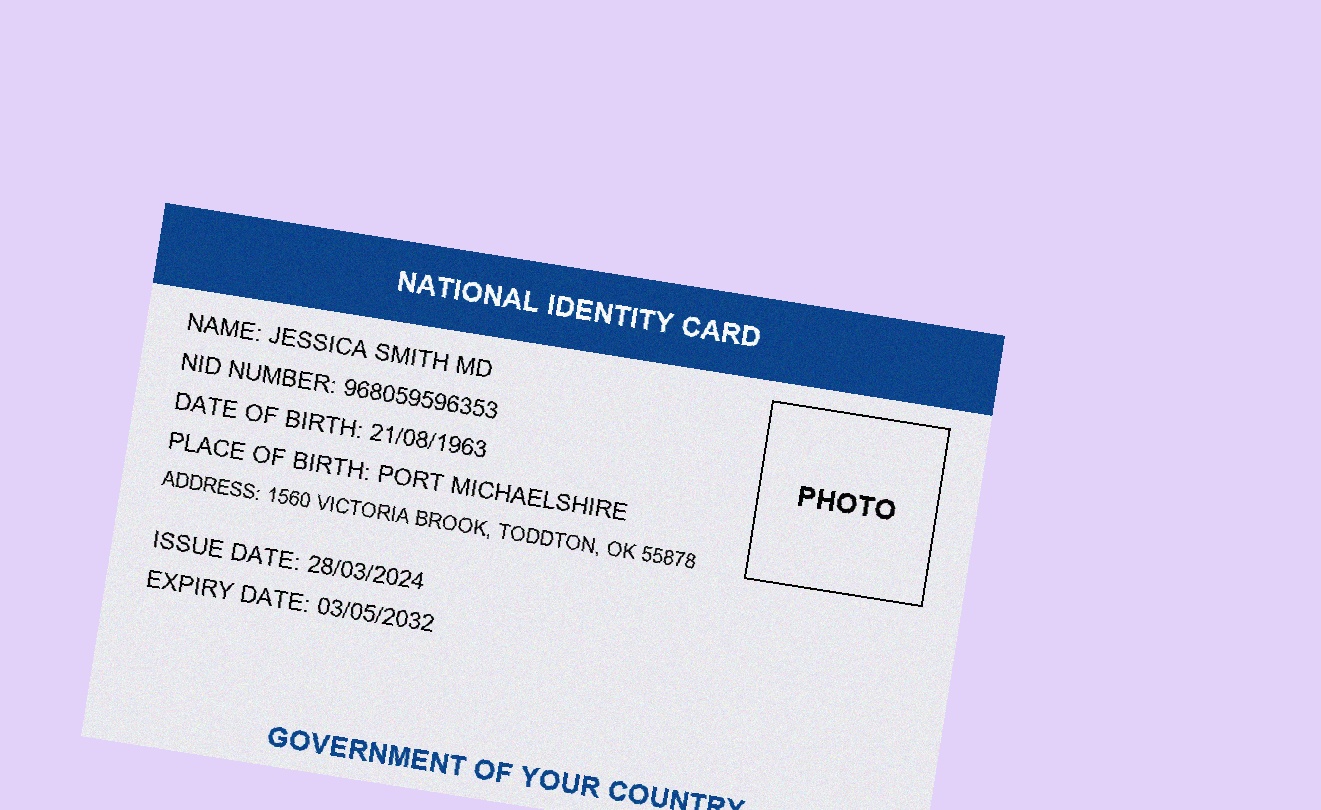 NATIONAL IDENTITY CARD
NAME: JESSICA SMITH MD
NID NUMBER: 968059596353
DATE OF BIRTH: 21/08/1963
PLACE OF BIRTH: PORT MICHAELSHIRE
ADDRESS: 1560 VICTORIA BROOK, TODDTON, OK 55878
PHOTO
ISSUE DATE: 28/03/2024
EXPIRY DATE: 03/05/2032
GOVERNMENT OF YOUR COUNTRY